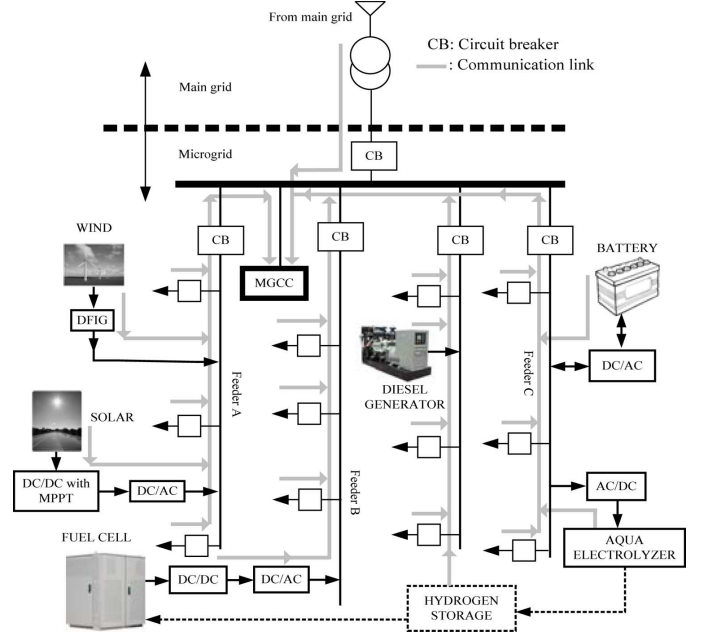 From main grid
CB: Circuit breaker
: Communication link
Main grid
Microgrid
CB
WIND
CB
CB
CB
CB
BATTERY
MGCC
DFIG
DC/AC
Feeder A
Feeder C
DIESEL
GENERATOR
SOLAR
DC/DC with
MPPT
DC/AC
Feeder B
AC/DC
FUEL CELL
AQUA
ELECTROLYZER
DC/DC
DC/AC
HYDROGEN
STORAGE